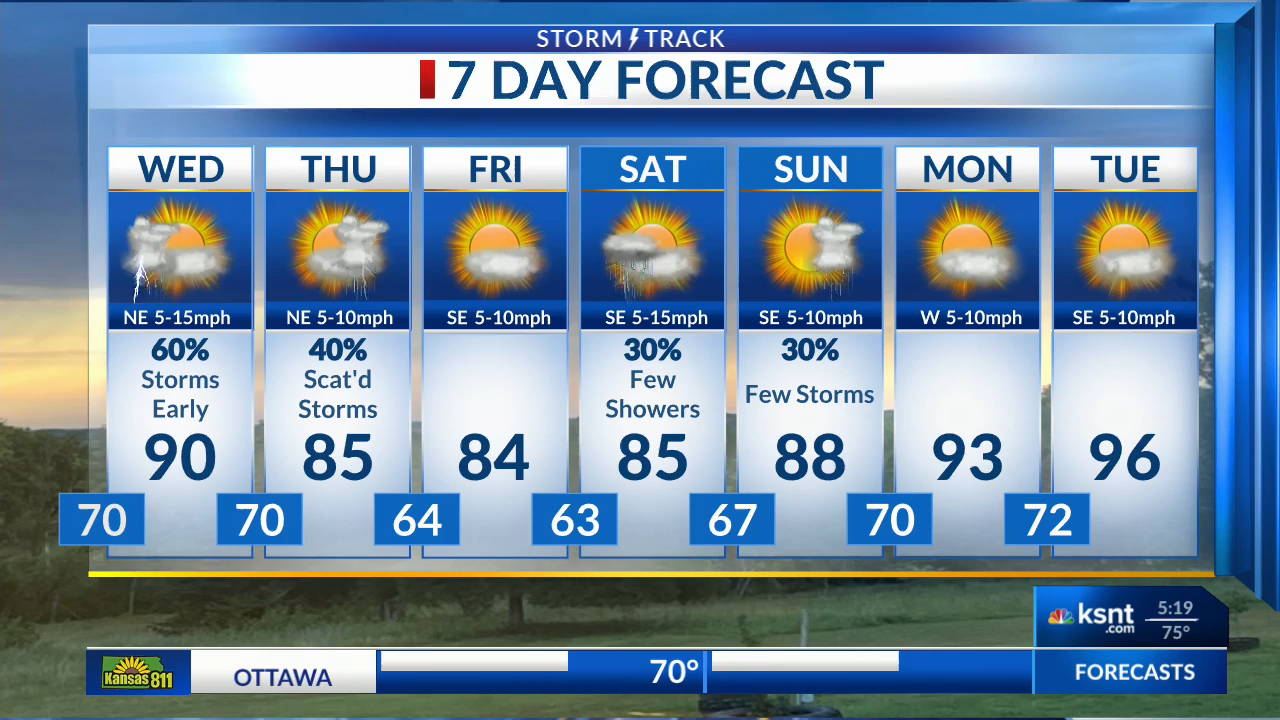 STORM TRACK
7 DAY FORECAST
WED THU FRI SAT SUN MON TUE
NE 5-15mph NE 5-10mph SE 5-10mph SE 5-15mph SE 5-10mph W 5-10mph SE 5-10mph
60% 40% 30% 30%
Storms Scat'd Few
Few Storms
Early Storms Showers
90 85 84 85 88 93 96
70 70 64 63 67 70 72
ksnt 5:19
.com 75°
Kansas 811 OTTAWA 70° FORECASTS